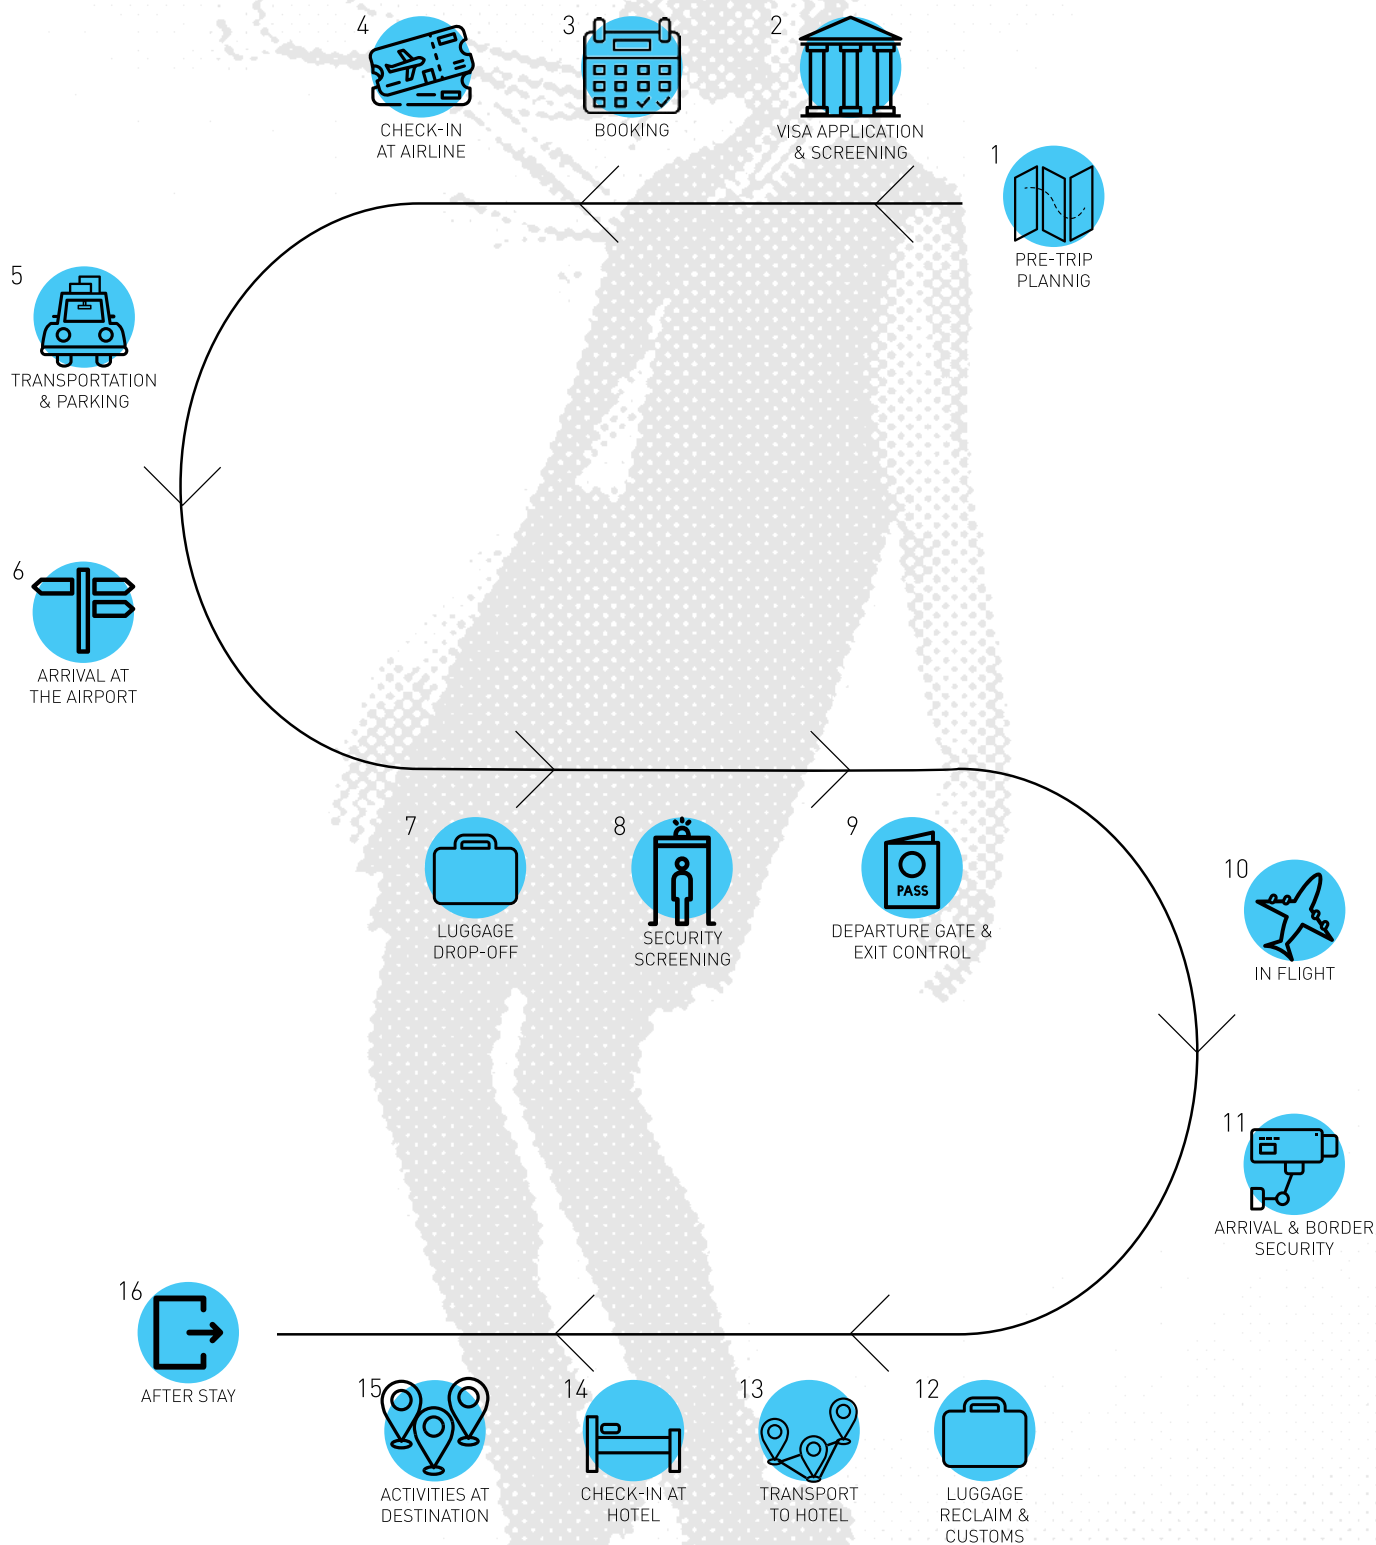 1
PRE-TRIP
PLANNIG
2
VISA APPLICATION
& SCREENING
3
BOOKING
4
CHECK-IN
AT AIRLINE
5
TRANSPORTATION
& PARKING
6
ARRIVAL AT
THE AIRPORT
7
LUGGAGE
DROP-OFF
8
SECURITY
SCREENING
9
PASS
DEPARTURE GATE &
EXIT CONTROL
10
IN FLIGHT
11
ARRIVAL & BORDER
SECURITY
12
LUGGAGE
RECLAIM &
CUSTOMS
13
TRANSPORT
TO HOTEL
14
CHECK-IN AT
HOTEL
15
ACTIVITIES AT
DESTINATION
16
AFTER STAY